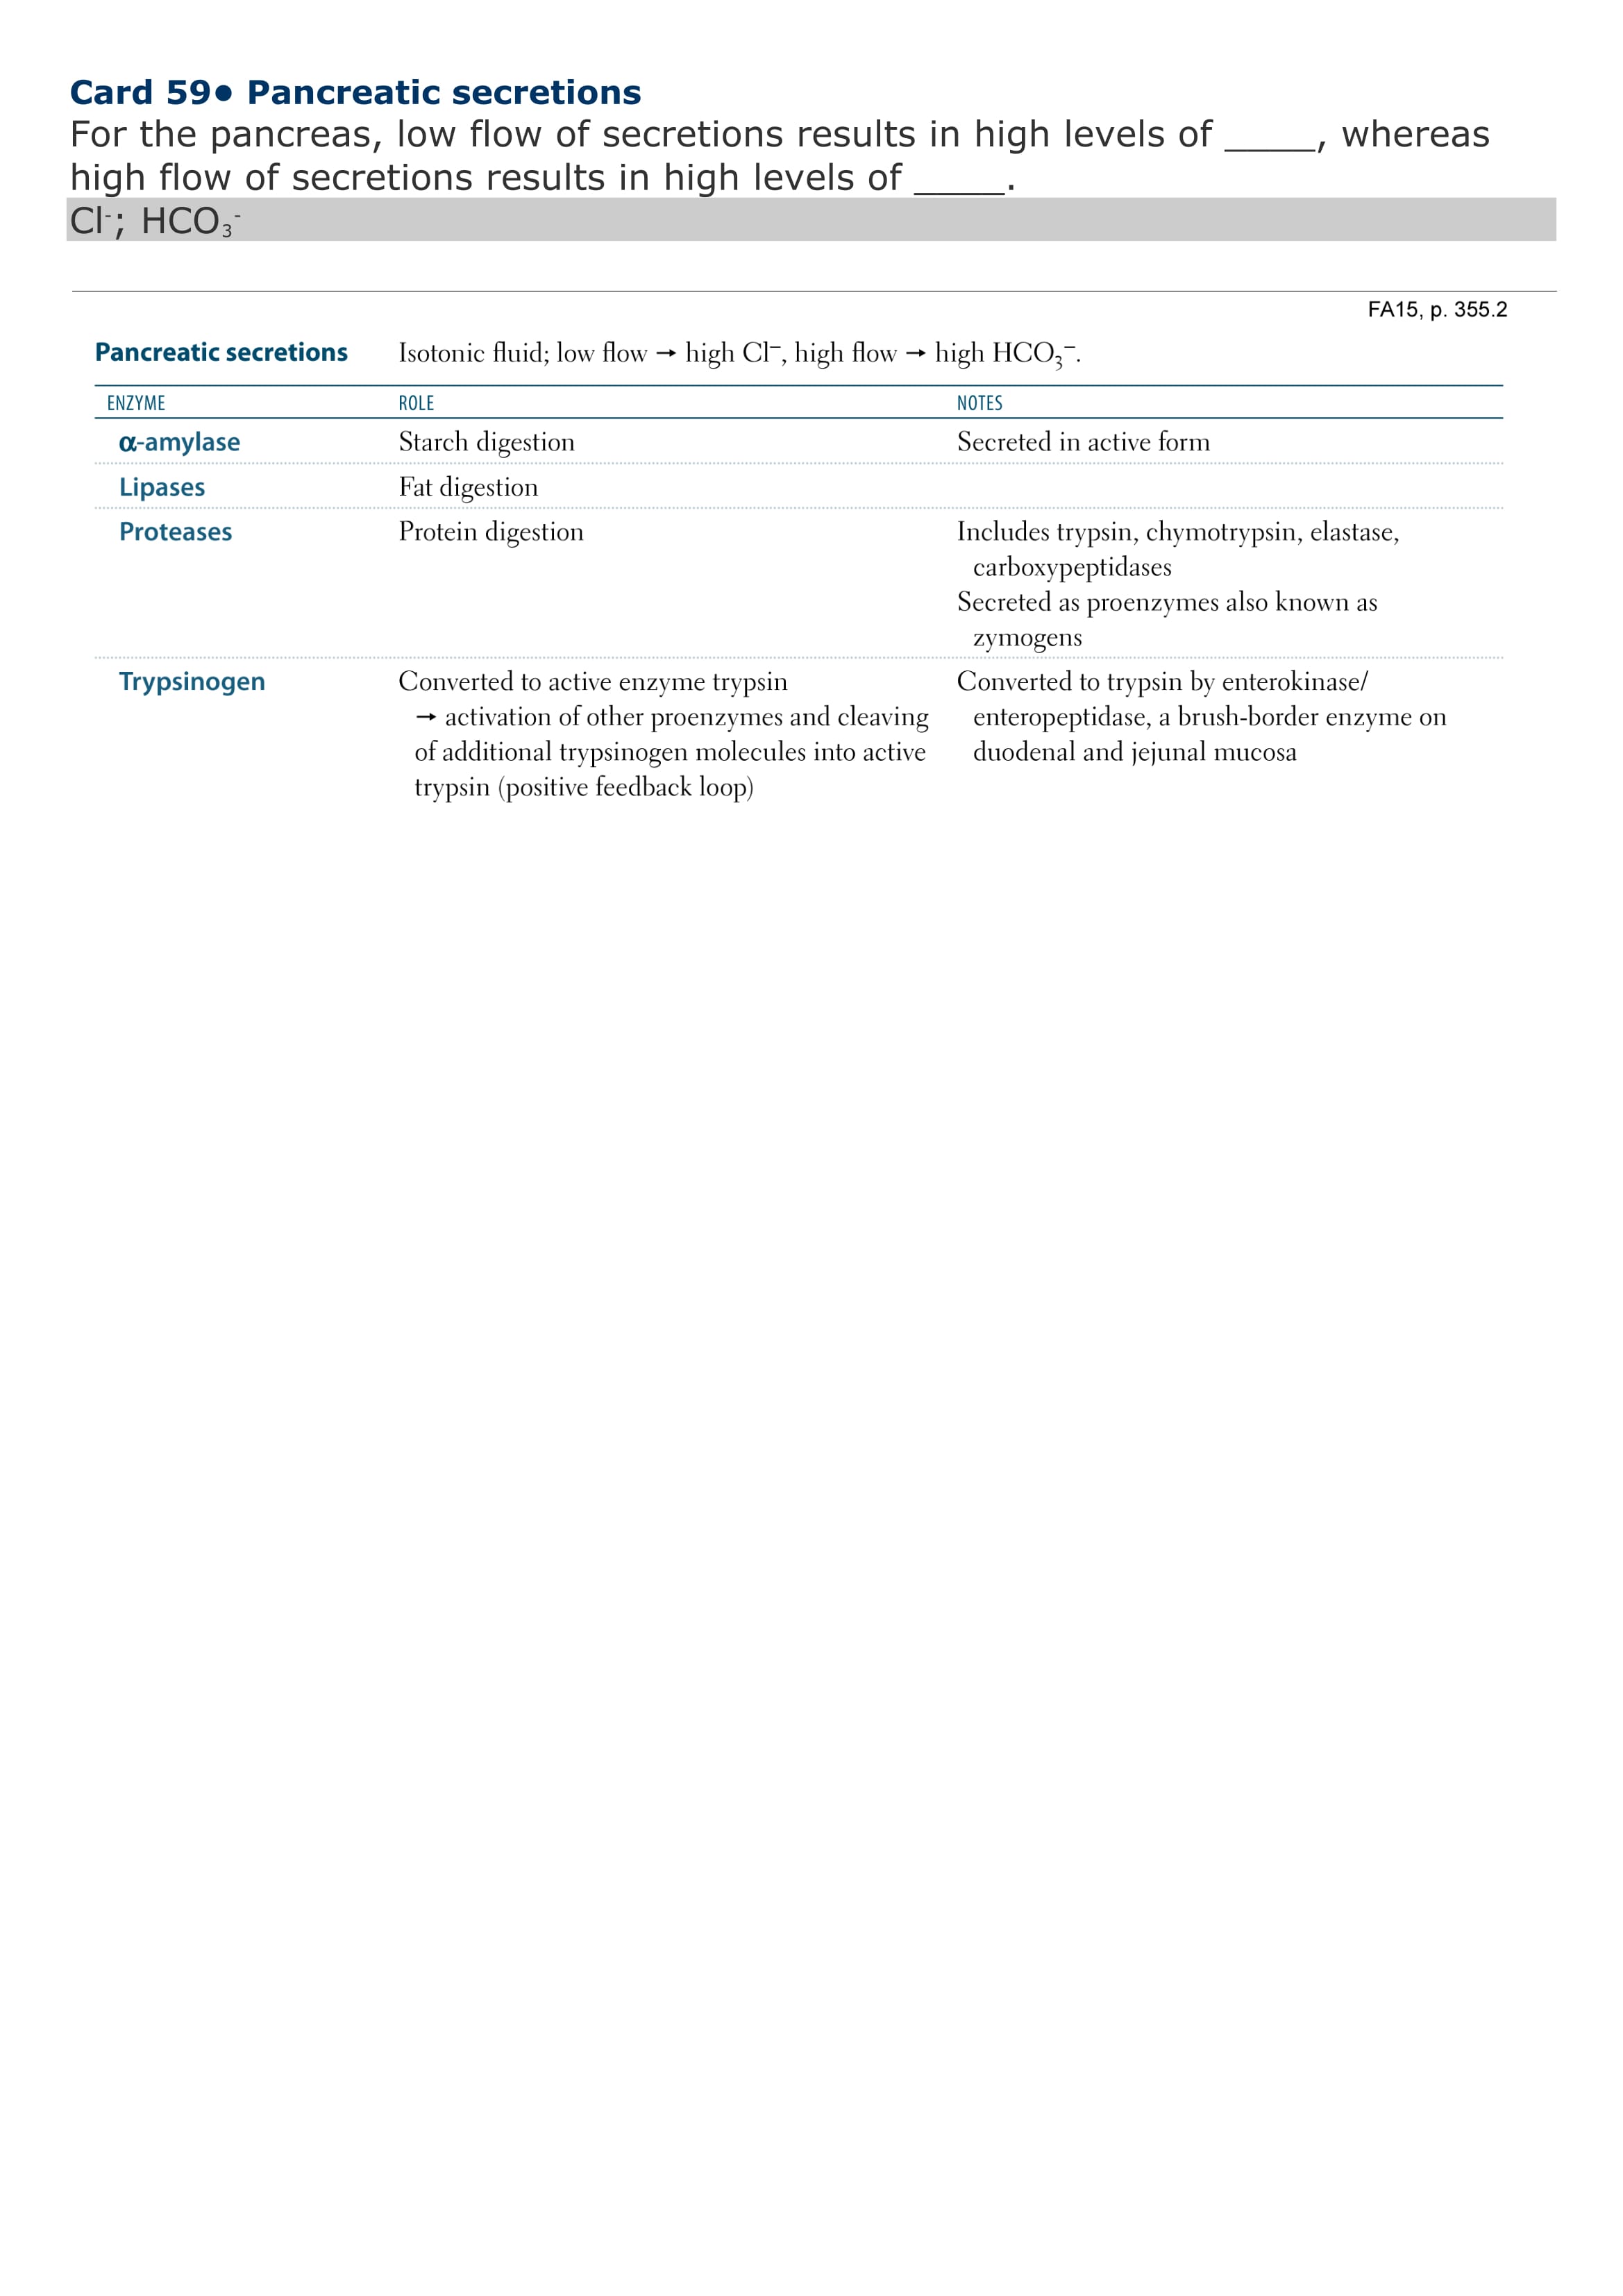 Card 59● Pancreatic secretions
For the pancreas, low flow of secretions results in high levels of _____, whereas
high flow of secretions results in high levels of _____.
Cl⁻; HCO₃⁻
FA15, p. 355.2
Pancreatic secretions Isotonic fluid; low flow → high Cl⁻, high flow → high HCO₃⁻.
ENZYME ROLE NOTES
α-amylase Starch digestion Secreted in active form
Lipases Fat digestion
Proteases Protein digestion Includes trypsin, chymotrypsin, elastase,
carboxypeptidases
Secreted as proenzymes also known as
zymogens
Trypsinogen Converted to active enzyme trypsin Converted to trypsin by enterokinase/
→ activation of other proenzymes and cleaving enteropeptidase, a brush-border enzyme on
of additional trypsinogen molecules into active duodenal and jejunal mucosa
trypsin (positive feedback loop)